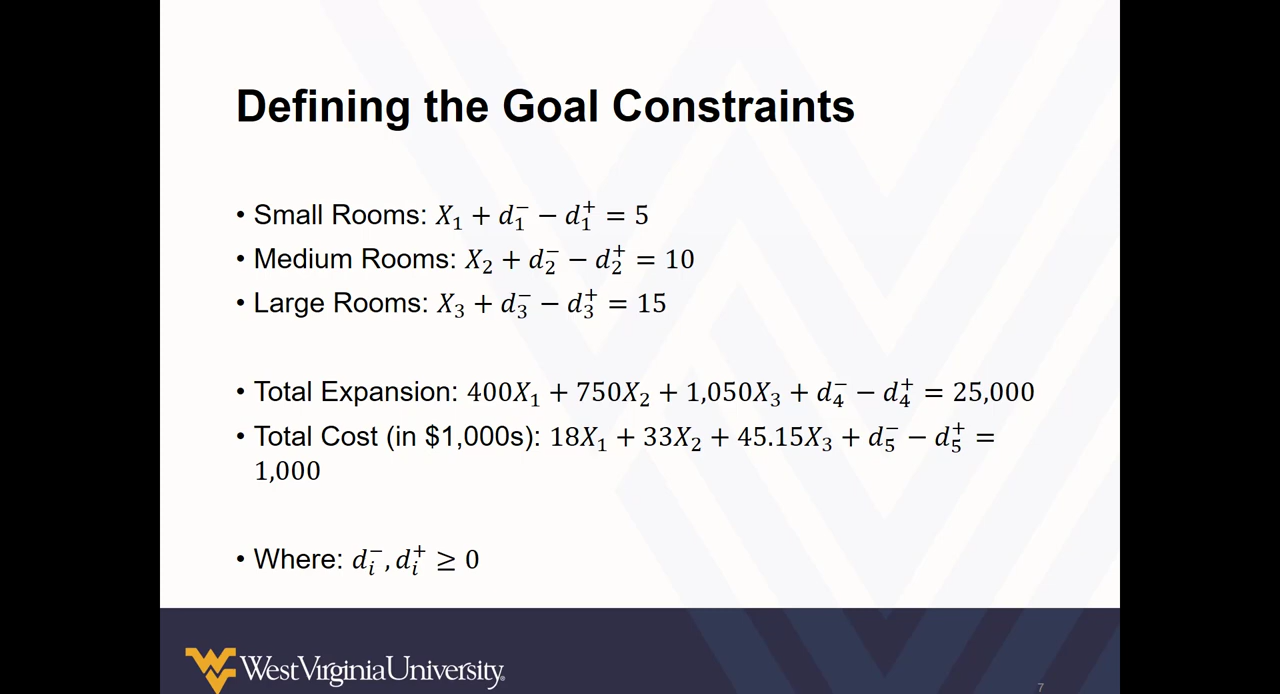 Defining the Goal Constraints
• Small Rooms: X₁ + d₁⁻ − d₁⁺ = 5
• Medium Rooms: X₂ + d₂⁻ − d₂⁺ = 10
• Large Rooms: X₃ + d₃⁻ − d₃⁺ = 15
• Total Expansion: 400X₁ + 750X₂ + 1,050X₃ + d₄⁻ − d₄⁺ = 25,000
• Total Cost (in $1,000s): 18X₁ + 33X₂ + 45.15X₃ + d₅⁻ − d₅⁺ =
1,000
• Where: dᵢ⁻, dᵢ⁺ ≥ 0
WestVirginiaUniversity.
7